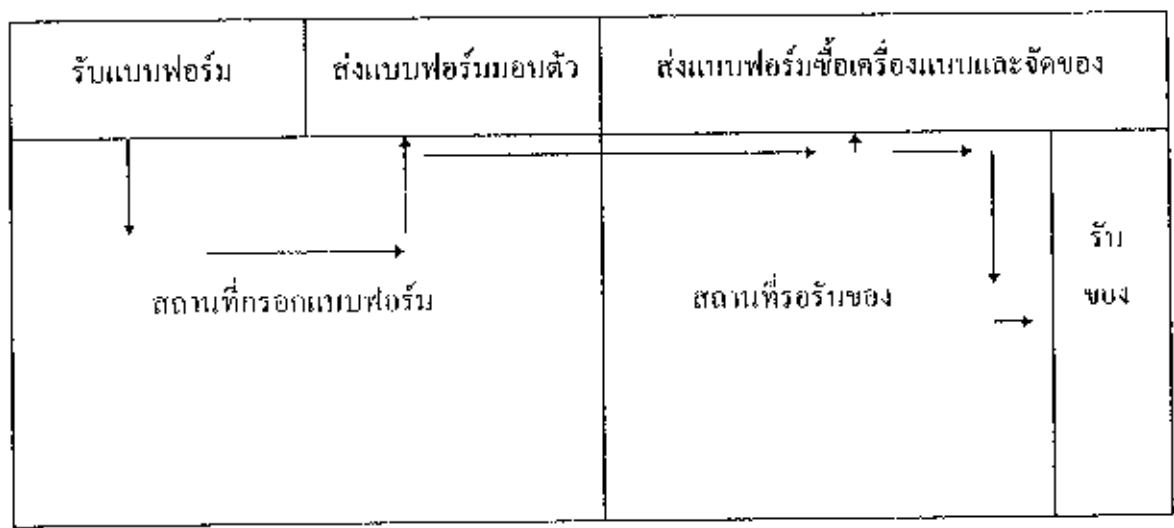 รับแบบฟอร์ม
ส่งแบบฟอร์มมอบตัว
ส่งแบบฟอร์มซื้อเครื่องแบบและจัดของ
สถานที่กรอกแบบฟอร์ม
สถานที่รอรับของ
รับ
ของ